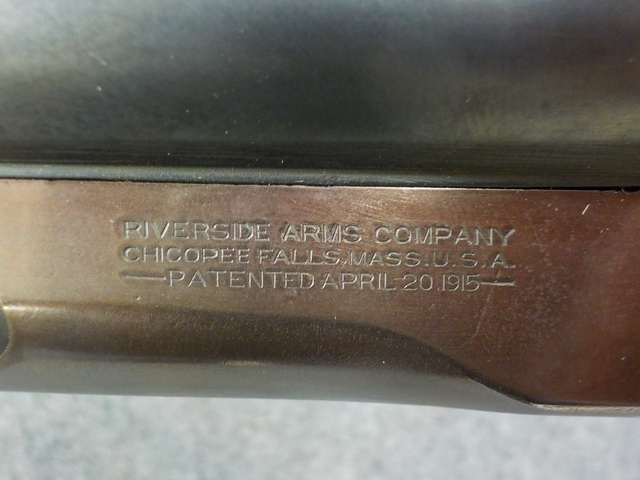 RIVERSIDE ARMS COMPANY
CHICOPEE FALLS, MASS. U.S.A.
—PATENTED APRIL 20, 1915—